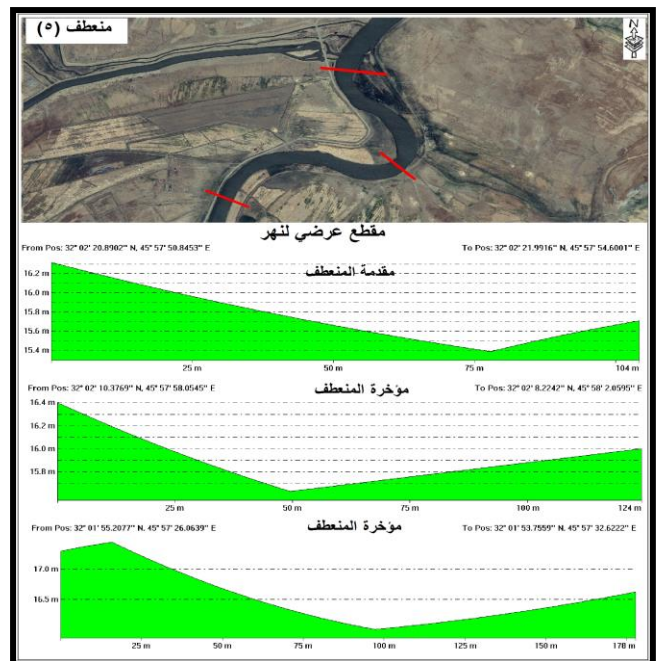 منعطف (٥)
N
مقطع عرضي لنهر
From Pos: 32° 02' 20.8902" N, 45° 57' 50.8453" E To Pos: 32° 02' 21.9916" N, 45° 57' 54.6001" E
مقدمة المنعطف
16.2 m
16.0 m
15.8 m
15.6 m
15.4 m
25 m 50 m 75 m 104 m
From Pos: 32° 02' 10.3769" N, 45° 57' 58.0545" E مؤخرة المنعطف To Pos: 32° 02' 8.2242" N, 45° 58' 2.0595" E
16.4 m
16.2 m
16.0 m
15.8 m
25 m 50 m 75 m 100 m 124 m
From Pos: 32° 01' 55.2077" N, 45° 57' 26.0639" E مؤخرة المنعطف To Pos: 32° 01' 53.7559" N, 45° 57' 32.6222" E
17.0 m
16.5 m
25 m 50 m 75 m 100 m 125 m 150 m 178 m